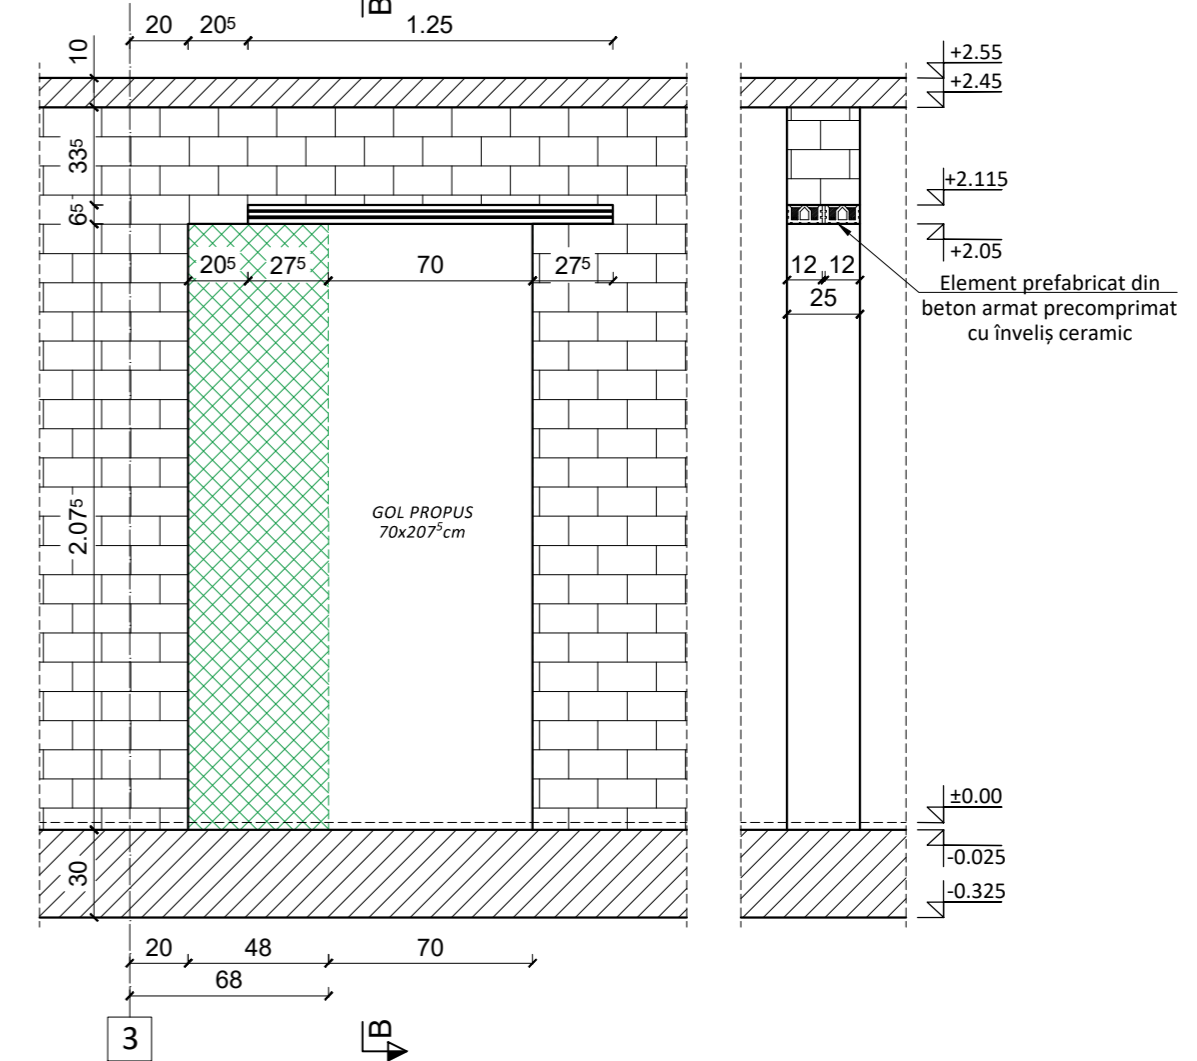 B
20 20⁵ 1.25
10
33⁵
6⁵
2.07⁵
30
20⁵ 27⁵ 70 27⁵
GOL PROPUS
70x207⁵cm
20 48 70
68
3
B
+2.55
+2.45
+2.115
+2.05
12 12
25
Element prefabricat din
beton armat precomprimat
cu înveliș ceramic
±0.00
-0.025
-0.325